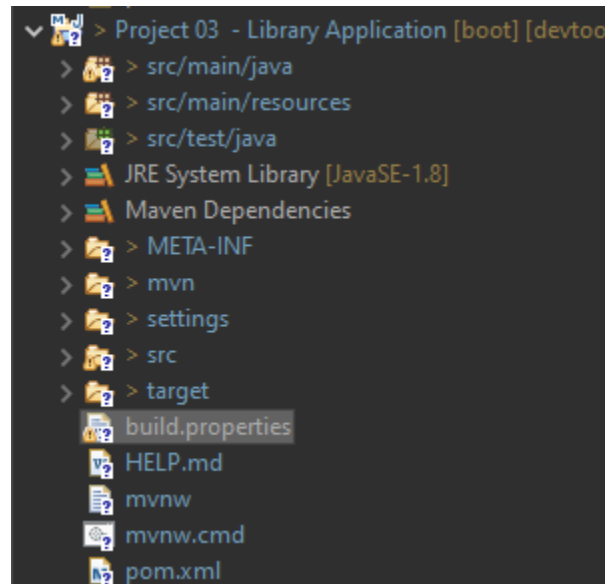 > Project 03 - Library Application [boot] [devtoo
> src/main/java
> src/main/resources
> src/test/java
JRE System Library [JavaSE-1.8]
Maven Dependencies
> META-INF
> mvn
> settings
> src
> target
build.properties
HELP.md
mvnw
mvnw.cmd
pom.xml